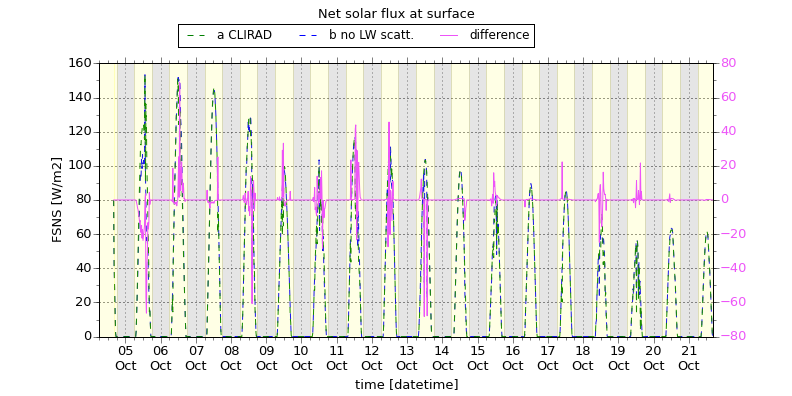 Net solar flux at surface
a CLIRAD b no LW scatt. difference
160 80
140 60
120 40
100 20
80 0
60 −20
40 −40
20 −60
0 −80
FSNS [W/m2]
05 06 07 08 09 10 11 12 13 14 15 16 17 18 19 20 21
Oct Oct Oct Oct Oct Oct Oct Oct Oct Oct Oct Oct Oct Oct Oct Oct Oct
time [datetime]